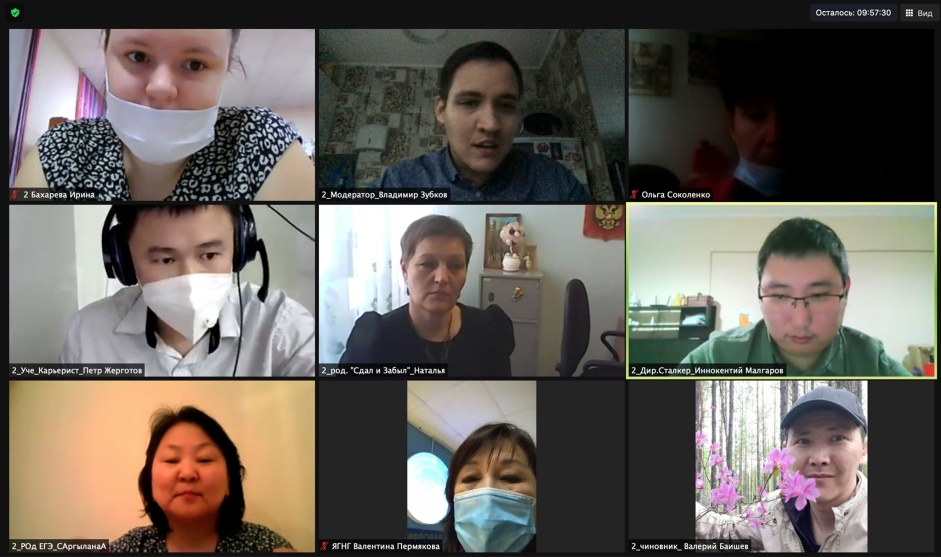 Осталось: 09:57:30
Вид
2 Бахарева Ирина
2_Модератор_Владимир Зубков
Ольга Соколенко
2_Уче_Карьерист_Петр Жерготов
2_род. "Сдал и Забыл"_Наталья
2_Дир.Сталкер_Иннокентий Малгаров
2_РОд ЕГЭ_САргыланаА
ЯГНГ Валентина Пермякова
2_чиновник_ Валерий Баишев